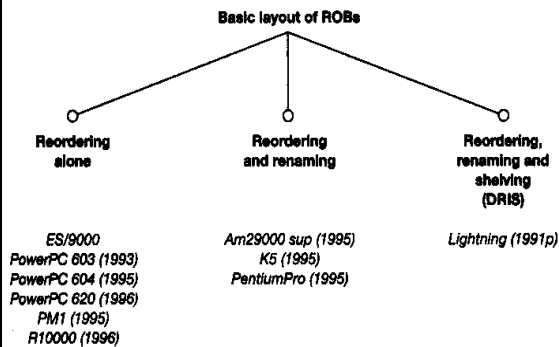 Basic layout of ROBs
Reordering
alone
Reordering
and renaming
Reordering,
renaming and
shelving
(DRIS)
ES/9000
PowerPC 603 (1993)
PowerPC 604 (1995)
PowerPC 620 (1996)
PM1 (1995)
R10000 (1996)
Am29000 sup (1995)
K5 (1995)
PentiumPro (1995)
Lightning (1991p)